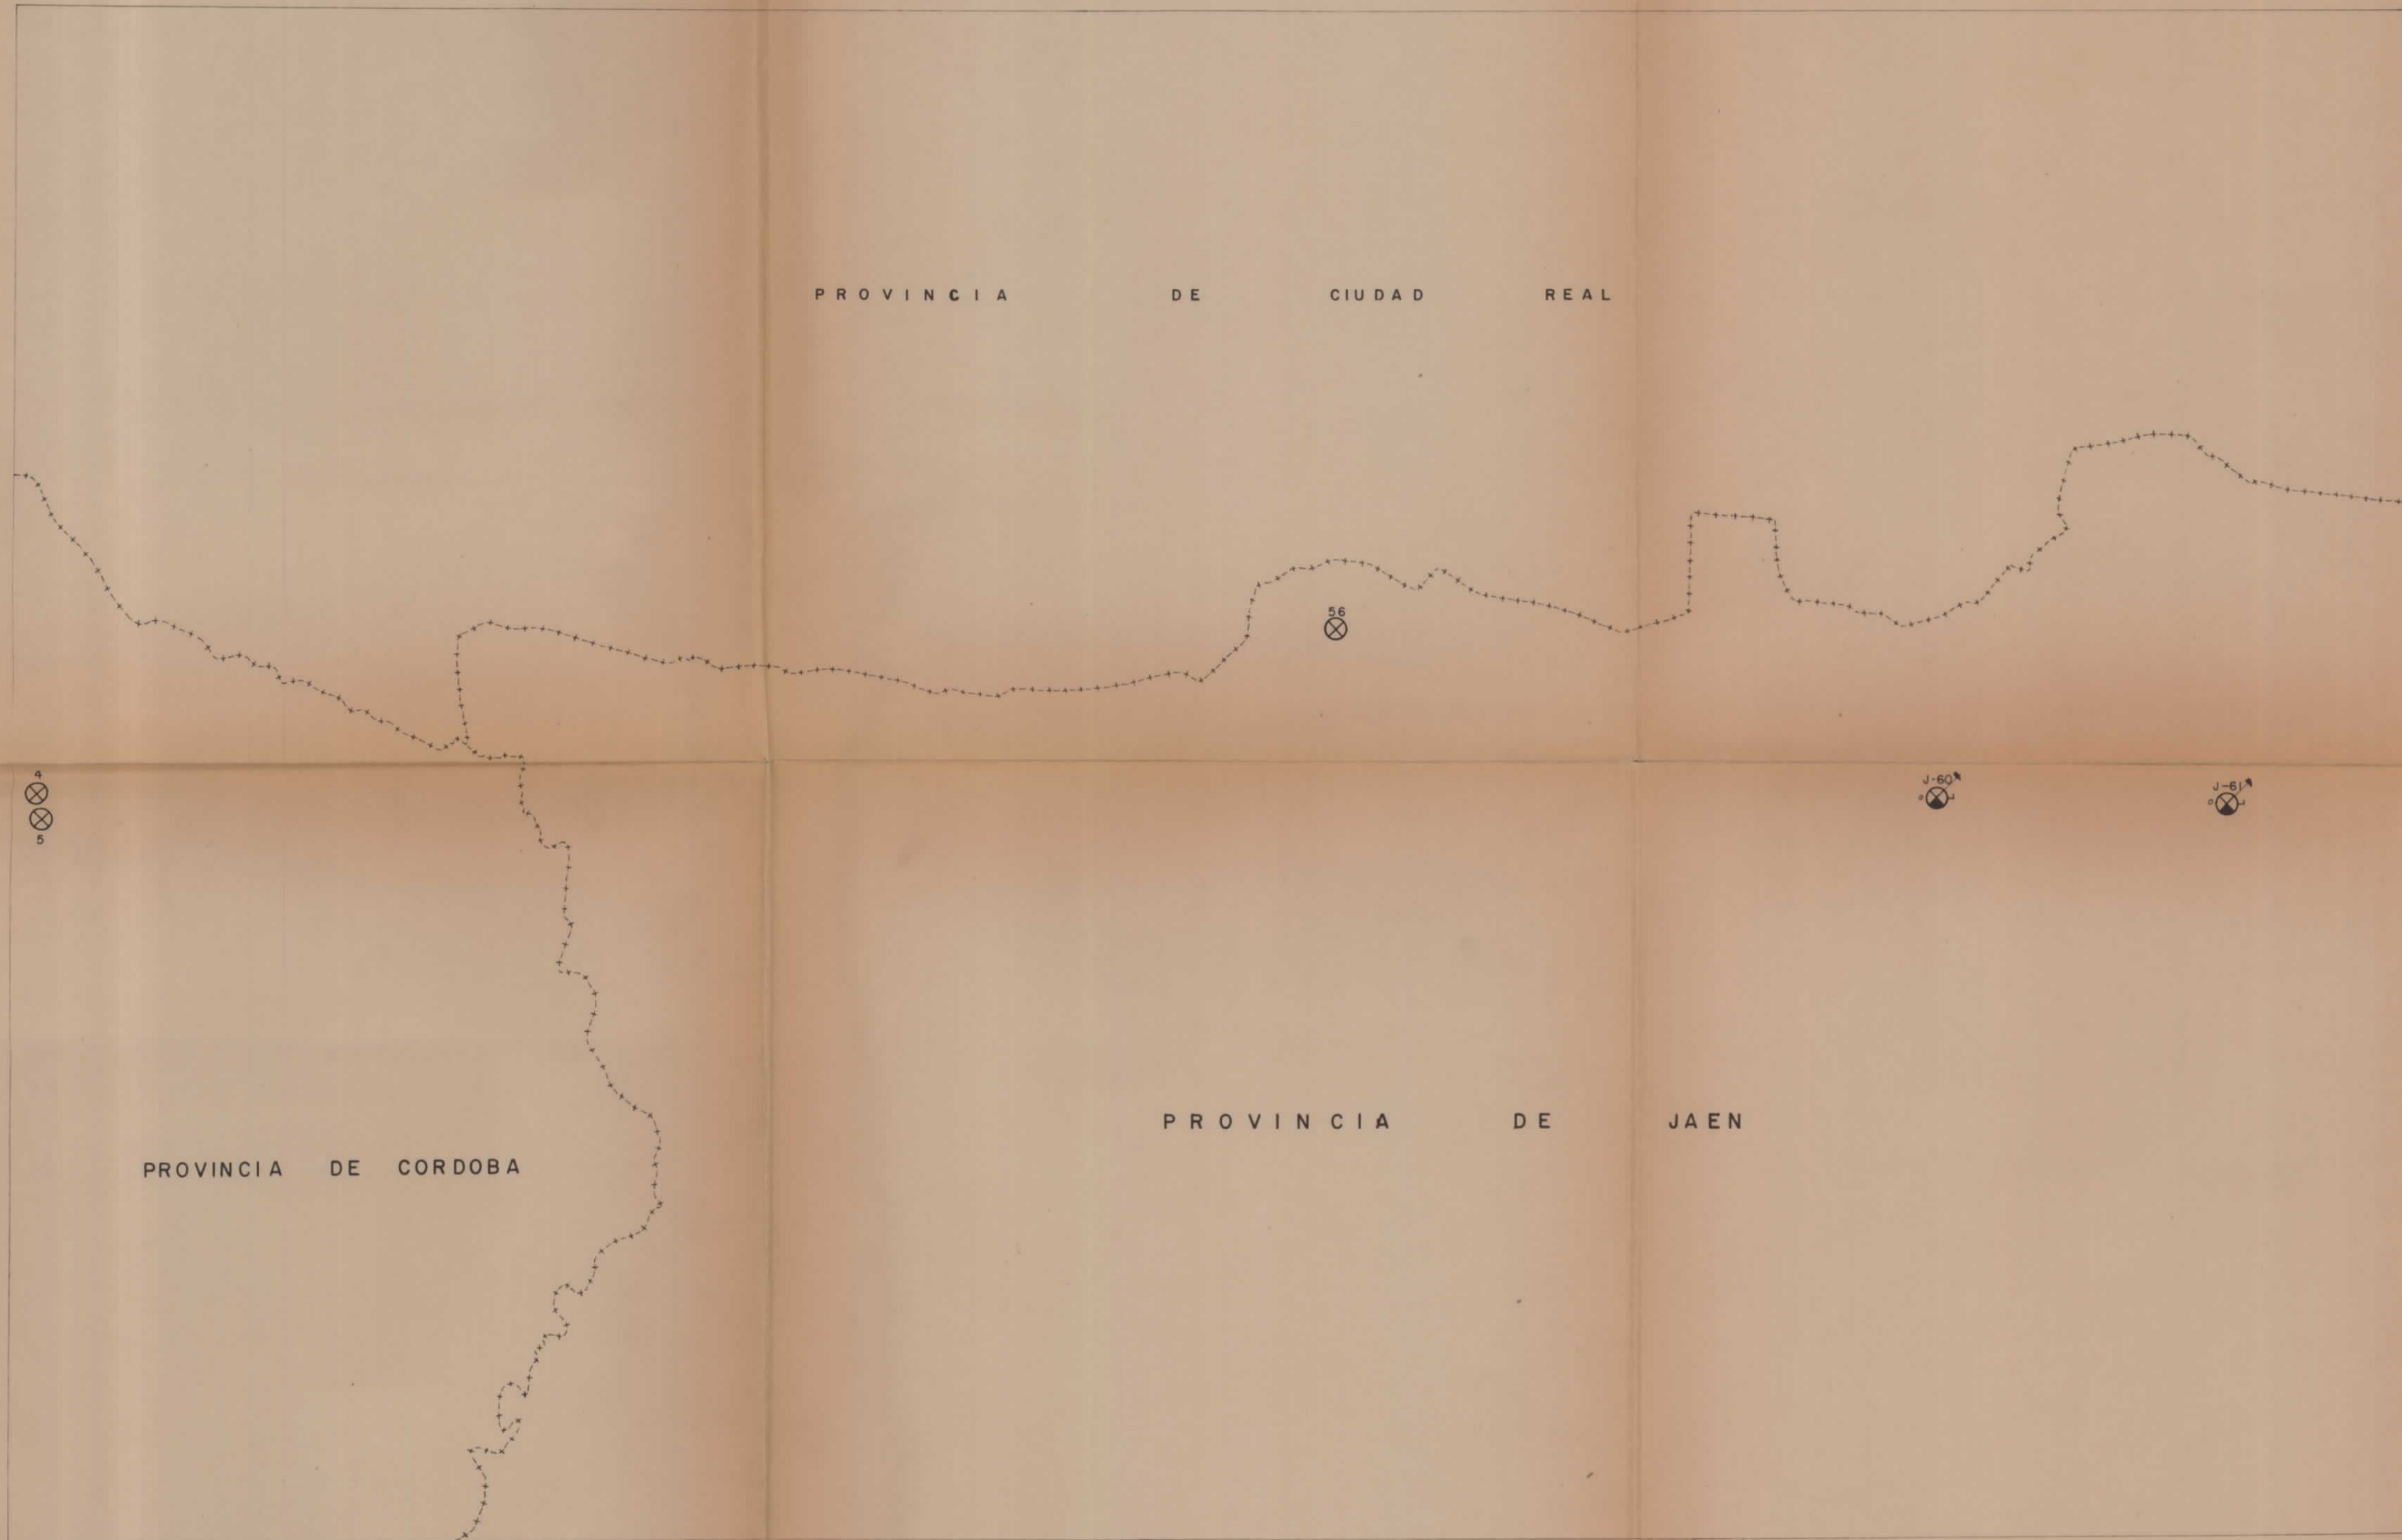 PROVINCIA DE CIUDAD REAL
56
4
5
J-60
J-61
PROVINCIA DE JAEN
PROVINCIA DE CORDOBA